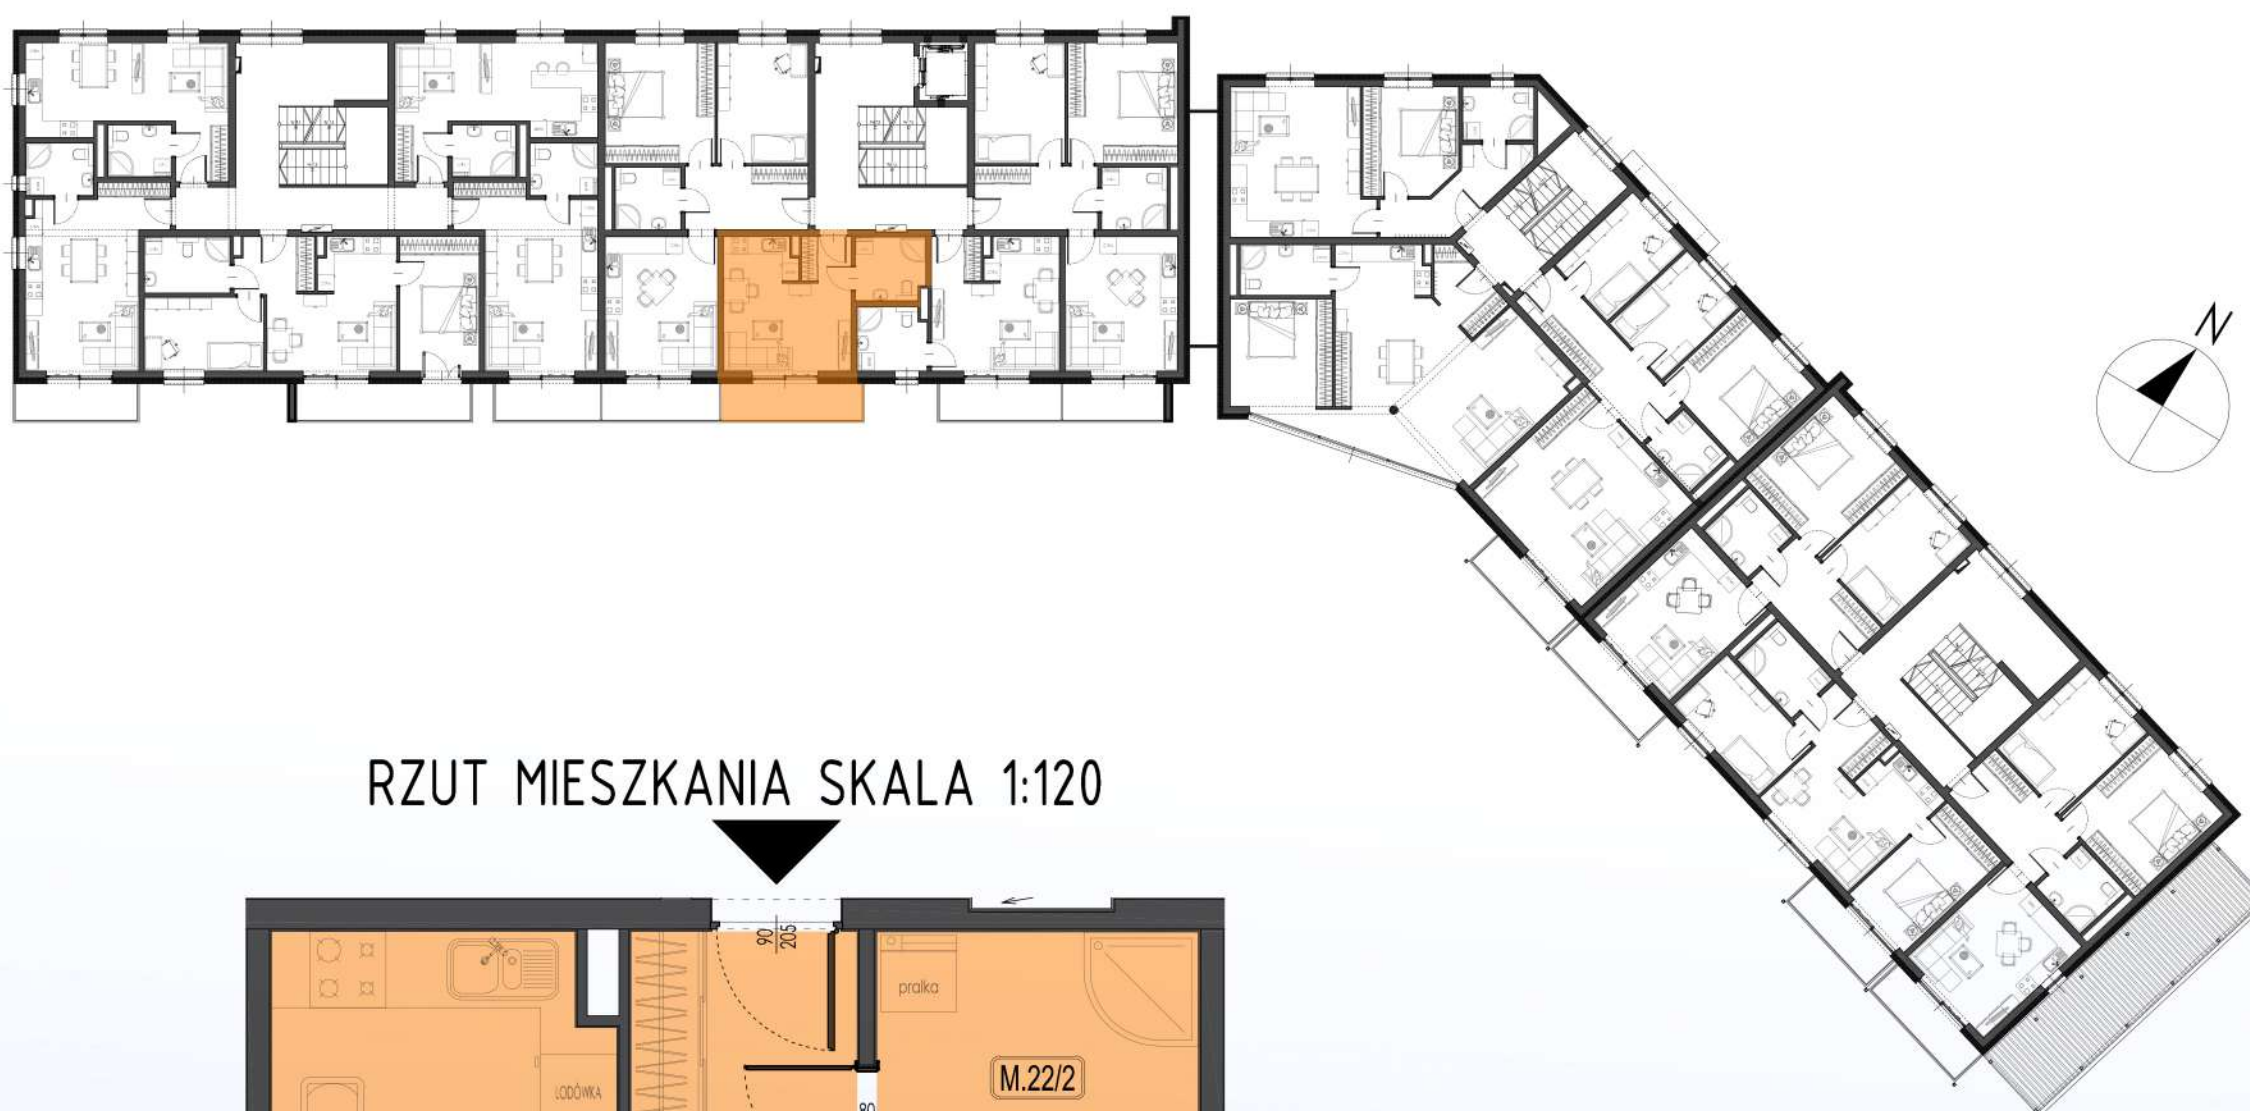 N
RZUT MIESZKANIA SKALA 1:120
90
205
pralka
M.22/2
LODÓWKA
80